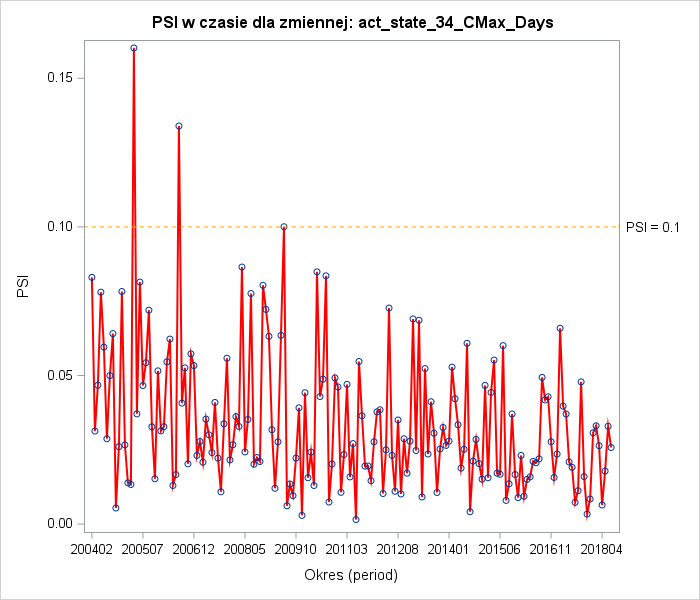 PSI w czasie dla zmiennej: act_state_34_CMax_Days
0.15
0.10
PSI = 0.1
PSI
0.05
0.00
200402 200507 200612 200805 200910 201103 201208 201401 201506 201611 201804
Okres (period)